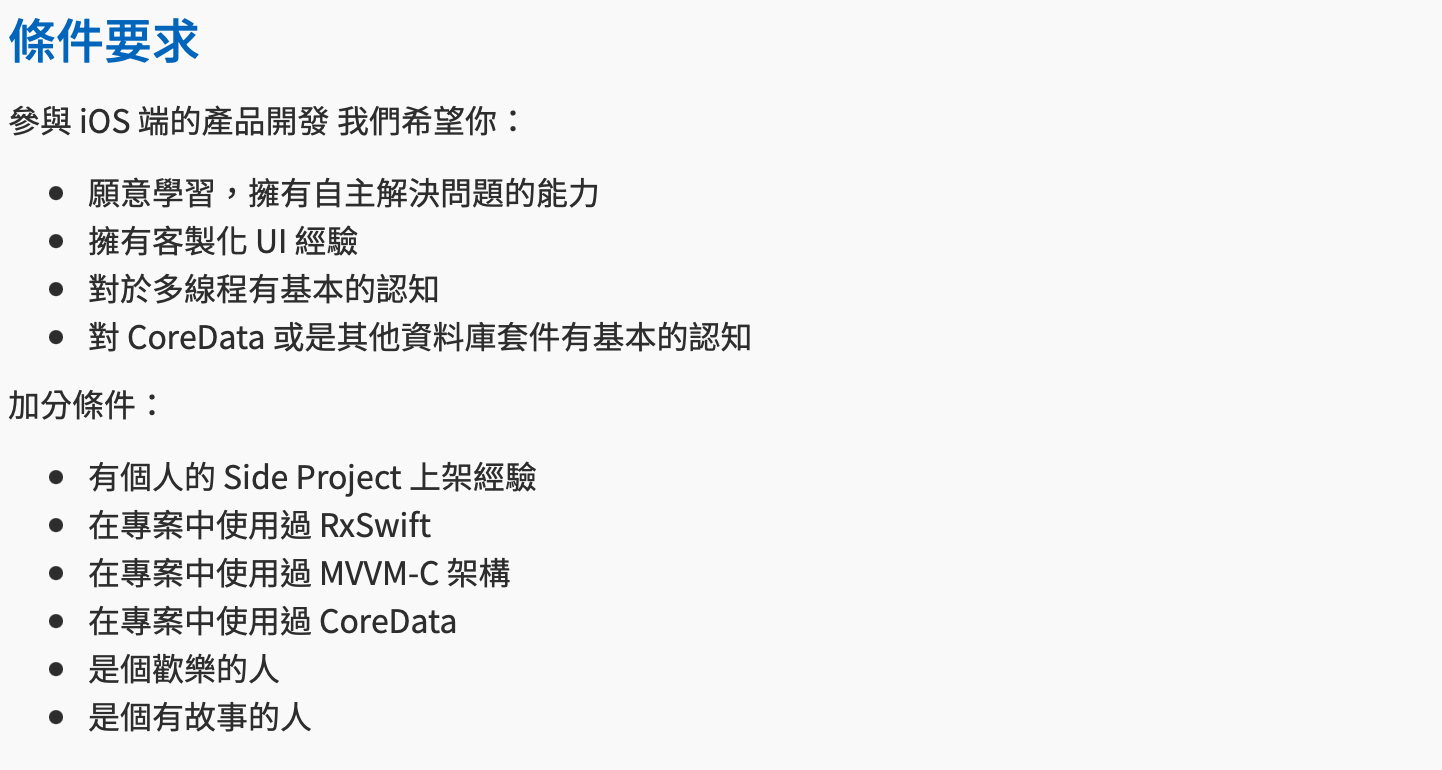 條件要求
參與 iOS 端的產品開發 我們希望你：
願意學習，擁有自主解決問題的能力
擁有客製化 UI 經驗
對於多線程有基本的認知
對 CoreData 或是其他資料庫套件有基本的認知
加分條件：
有個人的 Side Project 上架經驗
在專案中使用過 RxSwift
在專案中使用過 MVVM-C 架構
在專案中使用過 CoreData
是個歡樂的人
是個有故事的人